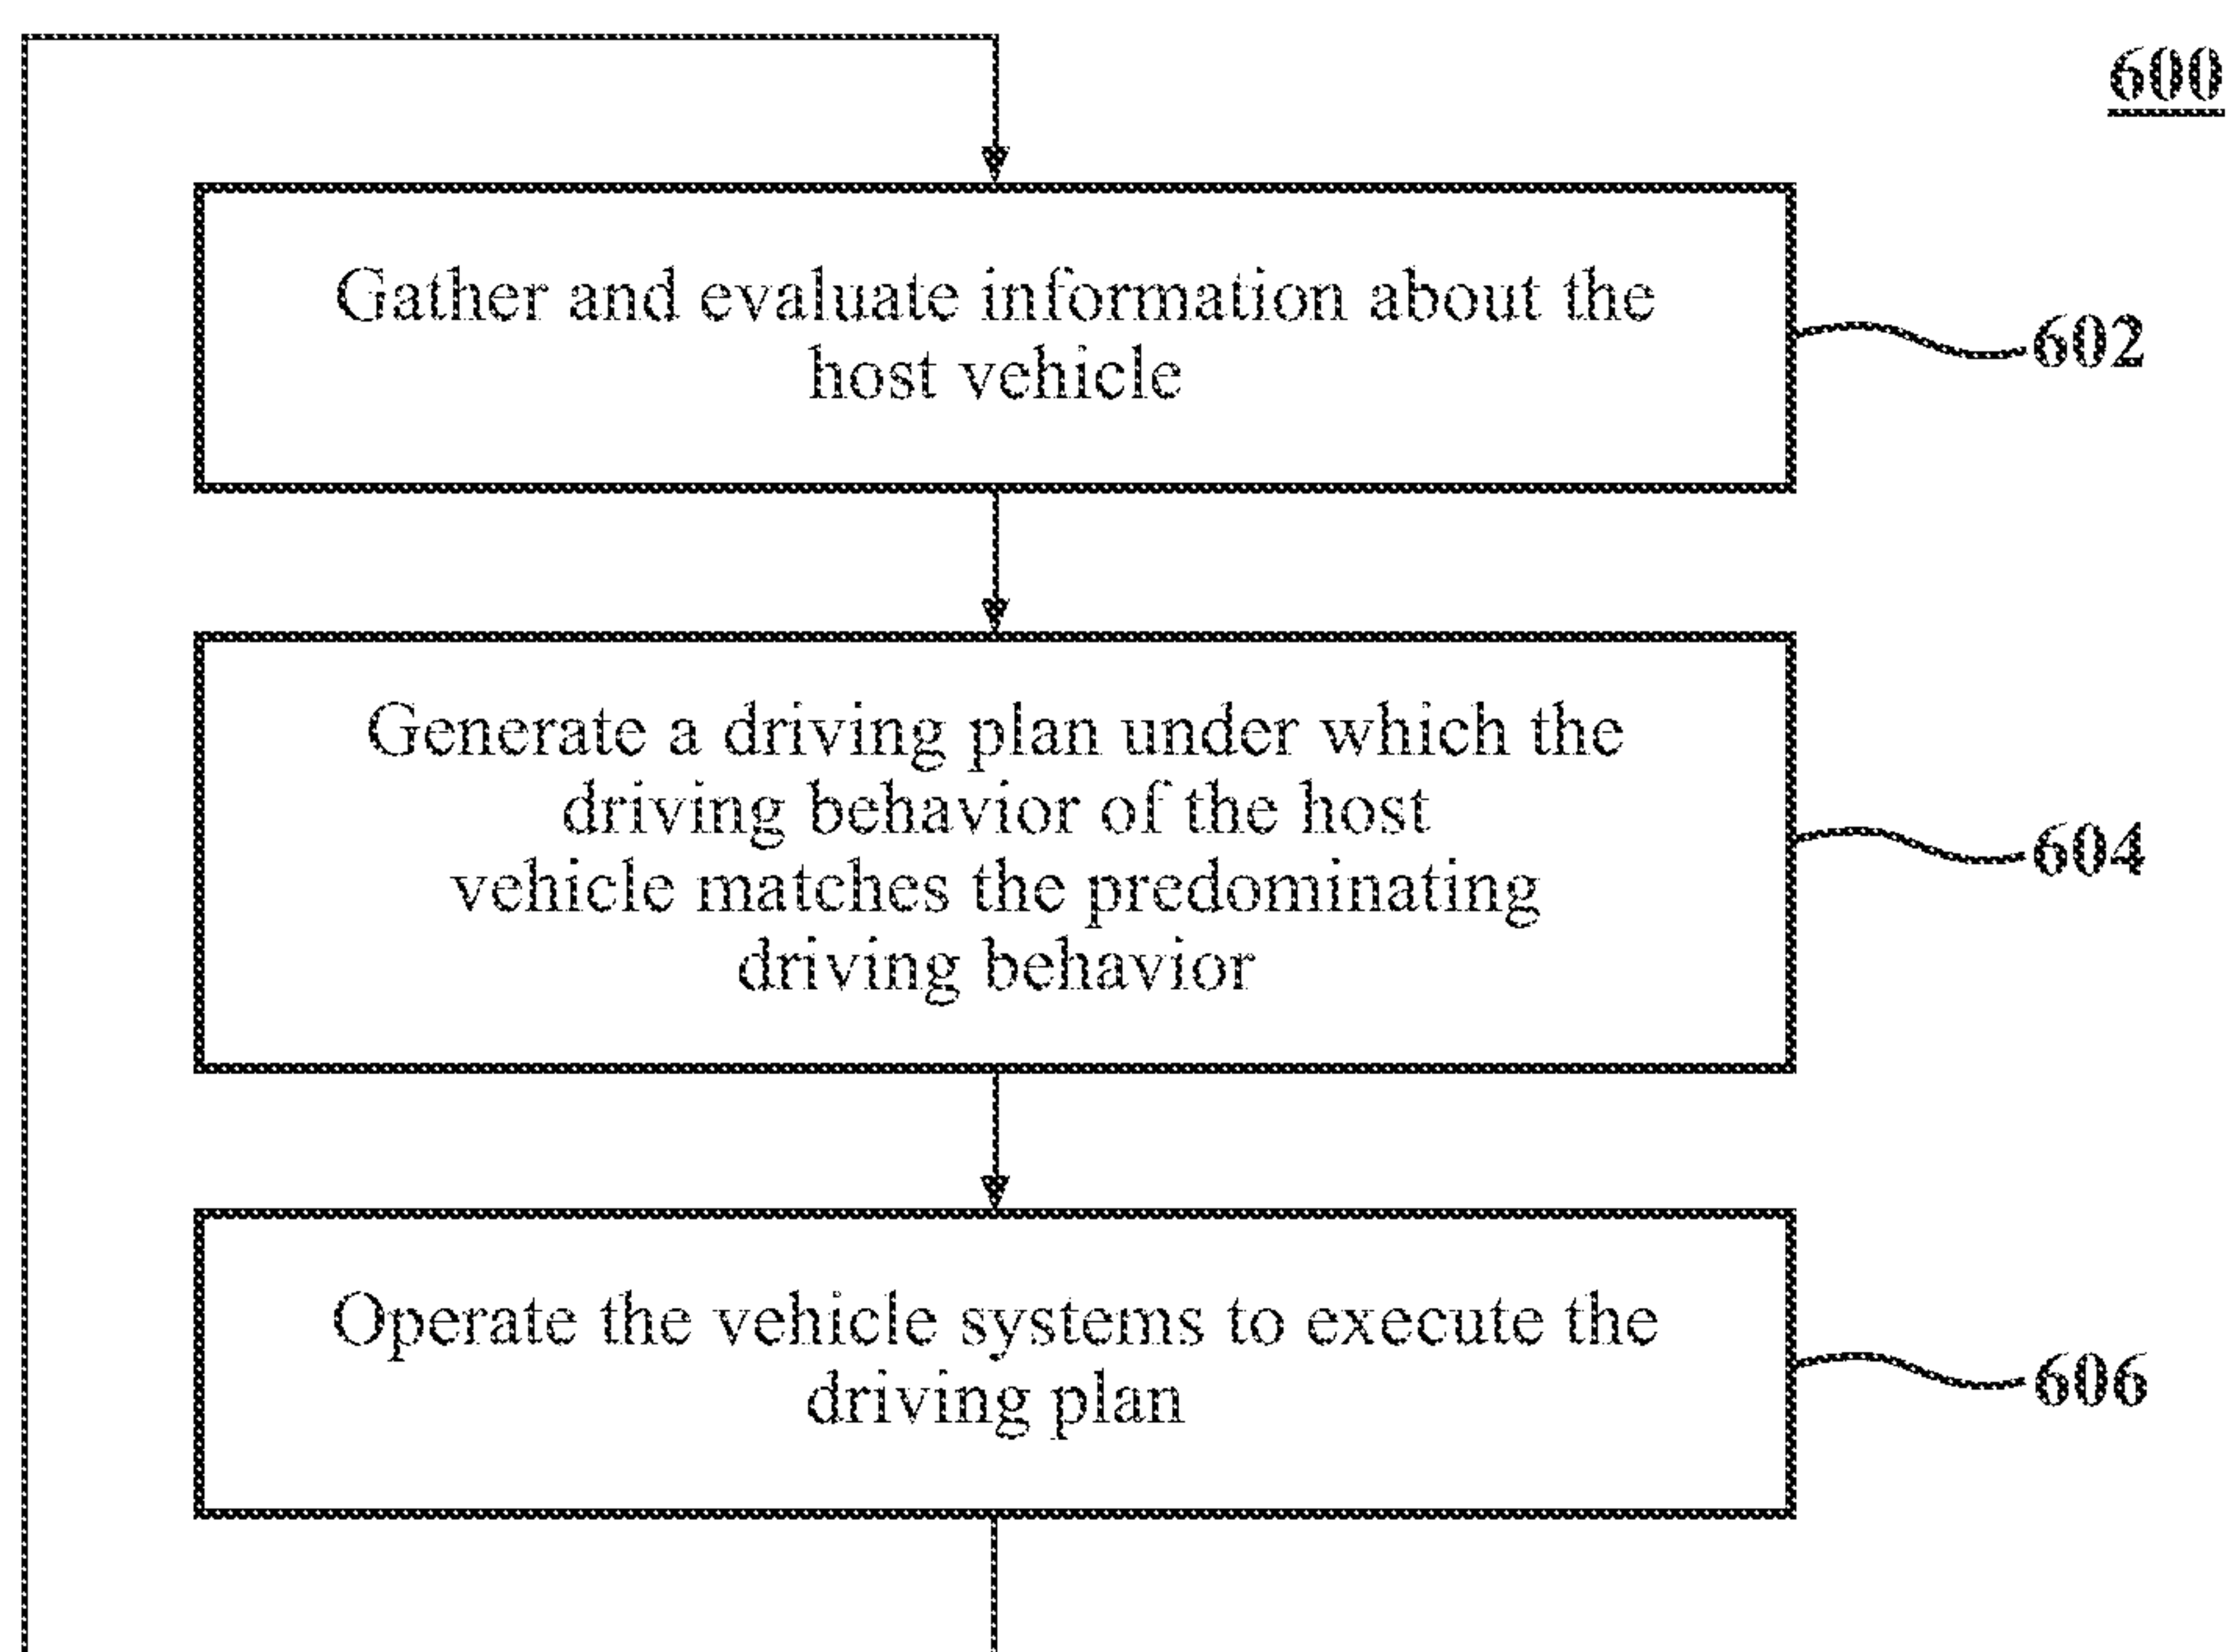 600
Gather and evaluate information about the
host vehicle
602
Generate a driving plan under which the
driving behavior of the host
vehicle matches the predominating
driving behavior
604
Operate the vehicle systems to execute the
driving plan
606